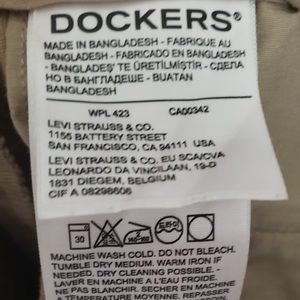 DOCKERS®
MADE IN BANGLADESH - FABRIQUE AU
BANGLADESH - FABRICADO EN BANGLADESH
- BANGLADEŞ'TE ÜRETİLMİŞTİR - СДЕЛА
НО В БАНГЛАДЕШЕ - BUATAN
BANGLADESH
WPL 423 CA00342
LEVI STRAUSS & CO.
1155 BATTERY STREET
SAN FRANCISCO, CA 94111 USA
LEVI STRAUSS & CO. EU SCA/CVA
LEONARDO DA VINCILAAN, 19-D
1831 DIEGEM, BELGIUM
CIF A 08298606
30
MACHINE WASH COLD. DO NOT BLEACH.
TUMBLE DRY MEDIUM. WARM IRON IF
NEEDED, DRY CLEANING POSSIBLE. -
LAVER EN MACHINE À L'EAU FROIDE.
NE PAS BLANCHIR. SÉCHER EN MACHINE
À TEMPÉRATURE MOYENNE. REPASSER